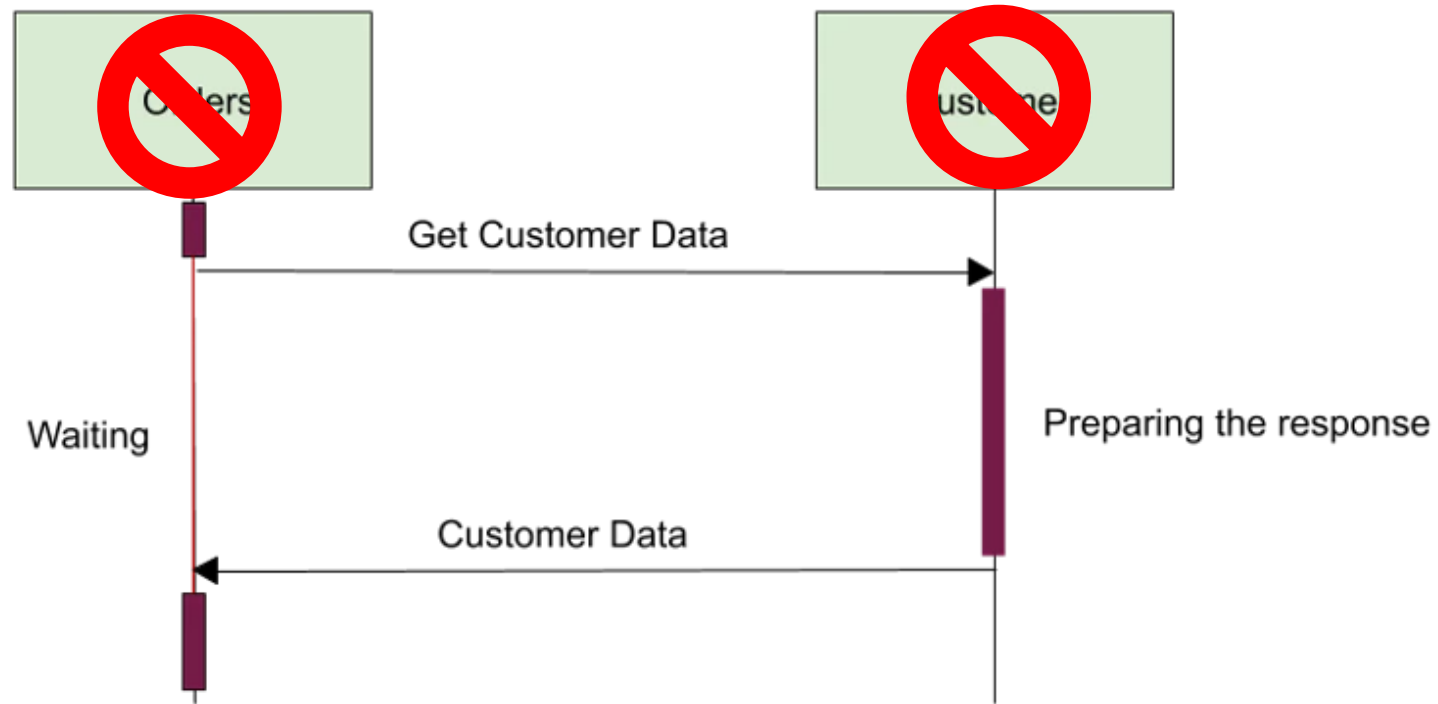 Get Customer Data
Waiting
Preparing the response
Customer Data